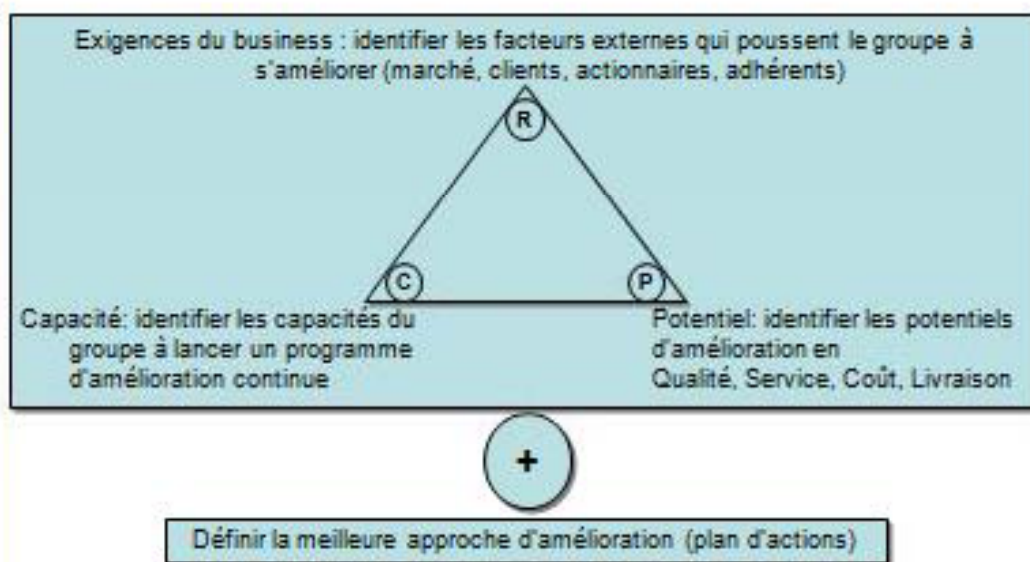 Exigences du business : identifier les facteurs externes qui poussent le groupe à
s'améliorer (marché, clients, actionnaires, adhérents)
R
C
P
Capacité: identifier les capacités du
groupe à lancer un programme
d'amélioration continue
Potentiel: identifier les potentiels
d'amélioration en
Qualité, Service, Coût, Livraison
+
Définir la meilleure approche d'amélioration (plan d'actions)